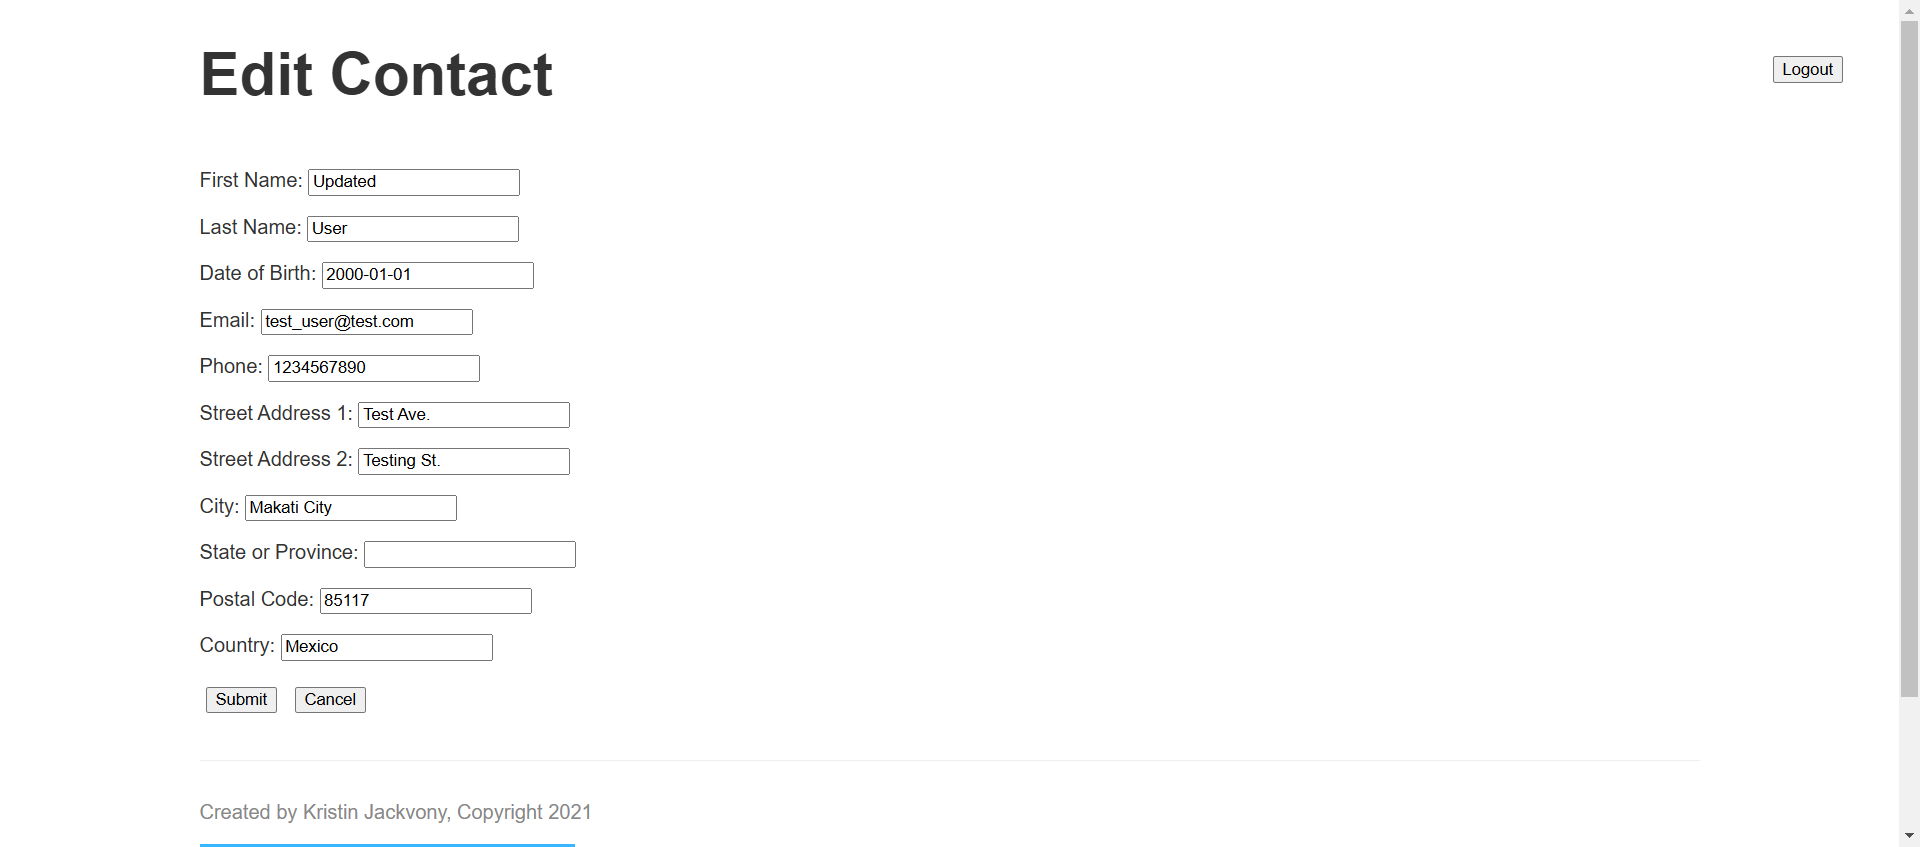 Edit Contact
Logout
First Name: Updated
Last Name: User
Date of Birth: 2000-01-01
Email: test_user@test.com
Phone: 1234567890
Street Address 1: Test Ave.
Street Address 2: Testing St.
City: Makati City
State or Province:
Postal Code: 85117
Country: Mexico
Submit Cancel
Created by Kristin Jackvony, Copyright 2021